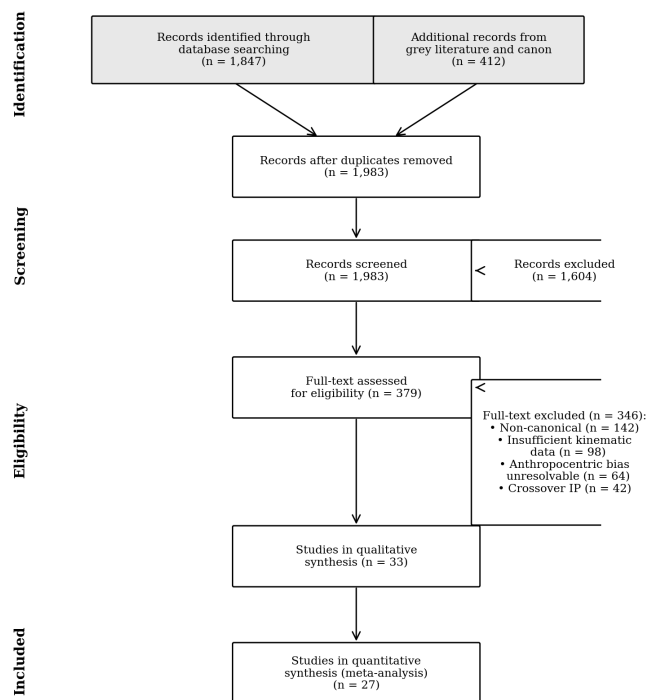 Identification
Records identified through
database searching
(n = 1,847)
Additional records from
grey literature and canon
(n = 412)
Records after duplicates removed
(n = 1,983)
Screening
Records screened
(n = 1,983)
Records excluded
(n = 1,604)
Eligibility
Full-text assessed
for eligibility (n = 379)
Full-text excluded (n = 346):
• Non-canonical (n = 142)
• Insufficient kinematic
data (n = 98)
• Anthropocentric bias
unresolvable (n = 64)
• Crossover IP (n = 42)
Studies in qualitative
synthesis (n = 33)
Included
Studies in quantitative
synthesis (meta-analysis)
(n = 27)